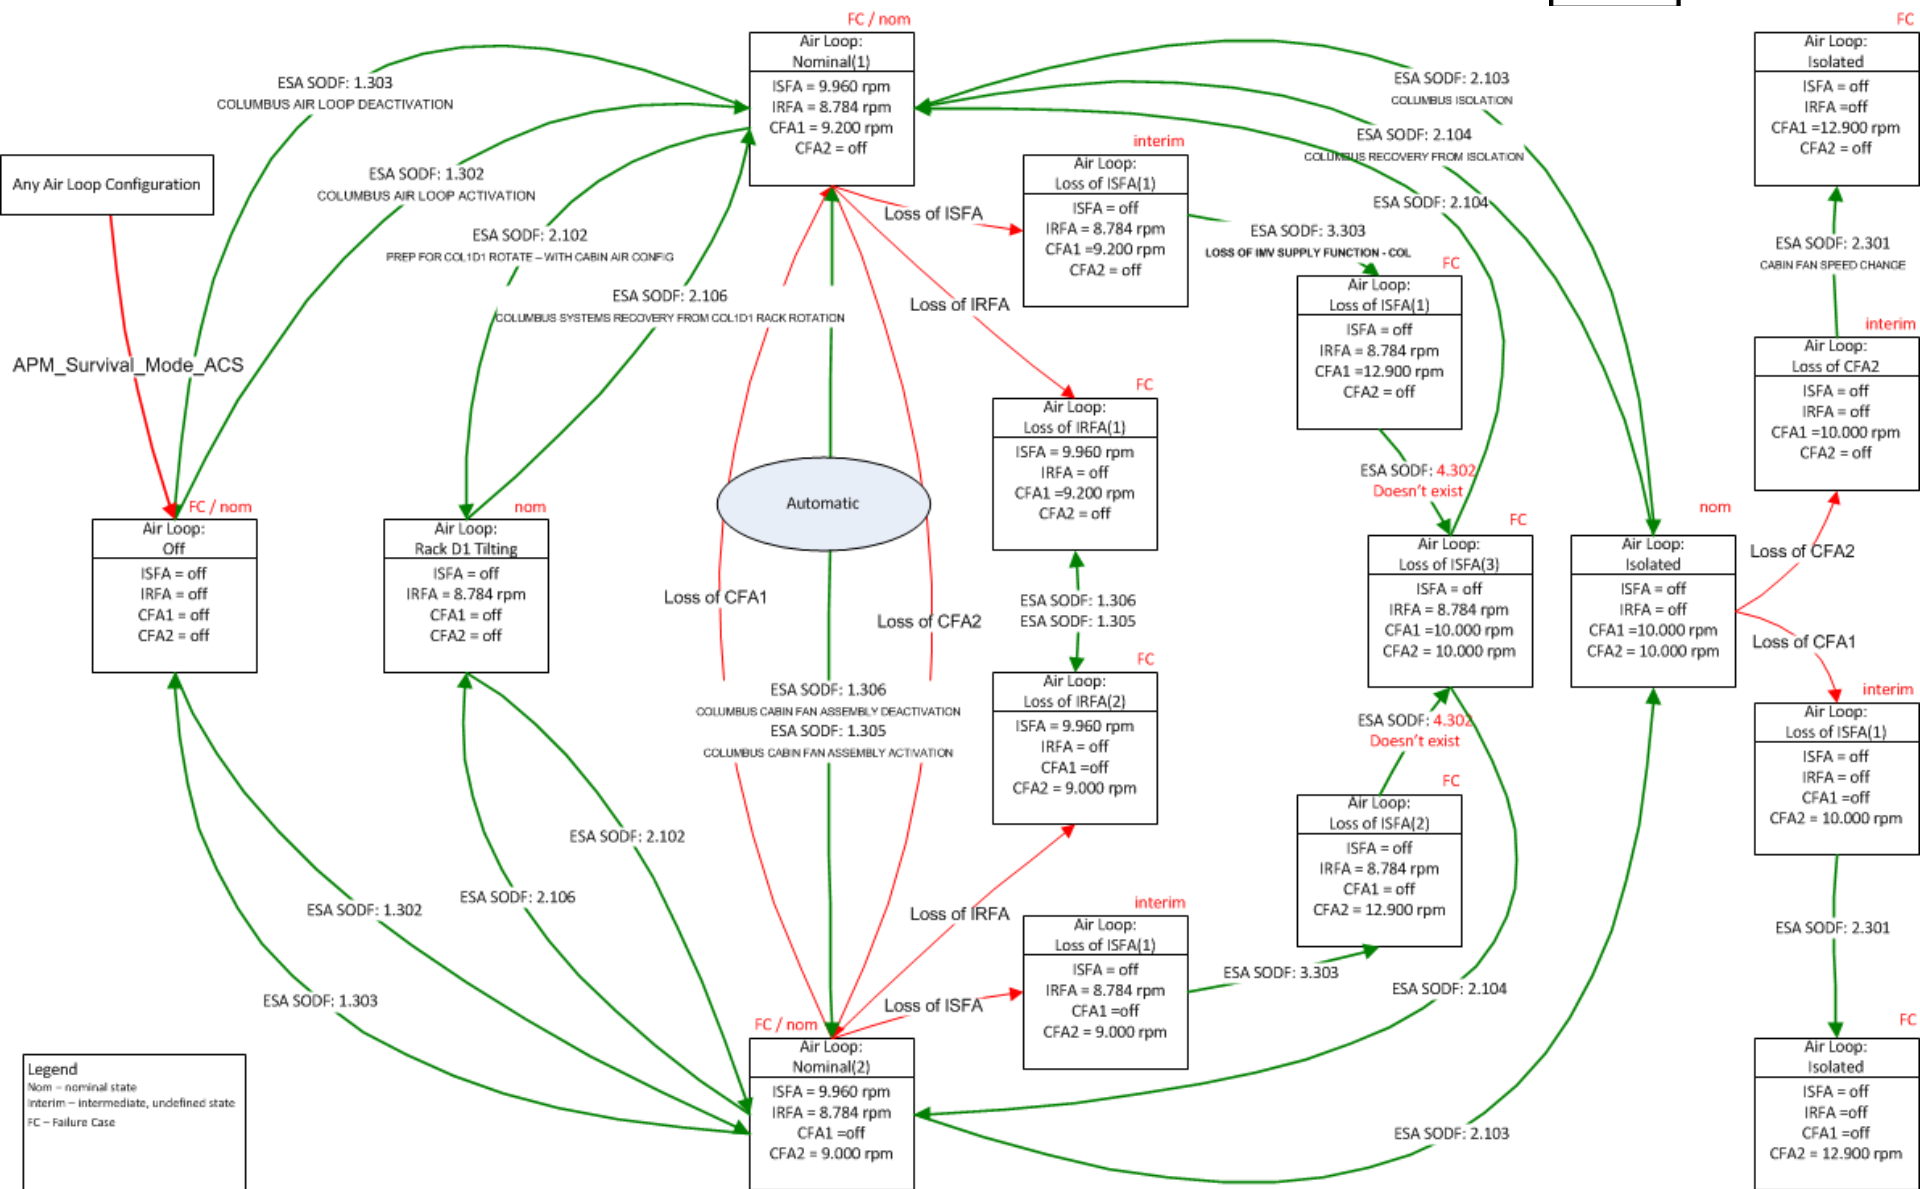 FC / nom
Air Loop:
Nominal(1)
ISFA = 9.960 rpm
IRFA = 8.784 rpm
CFA1 = 9.200 rpm
CFA2 = off
FC
Air Loop:
Isolated
ISFA = off
IRFA =off
CFA1 =12.900 rpm
CFA2 = off
ESA SODF: 1.303
COLUMBUS AIR LOOP DEACTIVATION
ESA SODF: 2.103
COLUMBUS ISOLATION
ESA SODF: 2.104
COLUMBUS RECOVERY FROM ISOLATION
Any Air Loop Configuration
ESA SODF: 1.302
COLUMBUS AIR LOOP ACTIVATION
interim
Air Loop:
Loss of ISFA(1)
ISFA = off
IRFA = 8.784 rpm
CFA1 =9.200 rpm
CFA2 = off
ESA SODF: 2.104
Loss of ISFA
ESA SODF: 3.303
LOSS OF IMV SUPPLY FUNCTION - COL
ESA SODF: 2.102
PREP FOR COL1D1 ROTATE – WITH CABIN AIR CONFIG
ESA SODF: 2.301
CABIN FAN SPEED CHANGE
ESA SODF: 2.106
COLUMBUS SYSTEMS RECOVERY FROM COL1D1 RACK ROTATION
Loss of IRFA
FC
Air Loop:
Loss of ISFA(1)
ISFA = off
IRFA = 8.784 rpm
CFA1 =12.900 rpm
CFA2 = off
interim
Air Loop:
Loss of CFA2
ISFA = off
IRFA = off
CFA1 =10.000 rpm
CFA2 = off
APM_Survival_Mode_ACS
FC
Air Loop:
Loss of IRFA(1)
ISFA = 9.960 rpm
IRFA = off
CFA1 =9.200 rpm
CFA2 = off
ESA SODF: 4.302
Doesn't exist
Automatic
FC / nom
Air Loop:
Off
ISFA = off
IRFA = off
CFA1 = off
CFA2 = off
nom
Air Loop:
Rack D1 Tilting
ISFA = off
IRFA = 8.784 rpm
CFA1 = off
CFA2 = off
FC
Air Loop:
Loss of ISFA(3)
ISFA = off
IRFA = 8.784 rpm
CFA1 =10.000 rpm
CFA2 = 10.000 rpm
nom
Air Loop:
Isolated
ISFA = off
IRFA = off
CFA1 =10.000 rpm
CFA2 = 10.000 rpm
Loss of CFA2
Loss of CFA1
Loss of CFA1
Loss of CFA2
ESA SODF: 1.306
ESA SODF: 1.305
FC
Air Loop:
Loss of IRFA(2)
ISFA = 9.960 rpm
IRFA = off
CFA1 =off
CFA2 = 9.000 rpm
ESA SODF: 1.306
COLUMBUS CABIN FAN ASSEMBLY DEACTIVATION
ESA SODF: 1.305
COLUMBUS CABIN FAN ASSEMBLY ACTIVATION
ESA SODF: 4.302
Doesn't exist
interim
Air Loop:
Loss of ISFA(1)
ISFA = off
IRFA = off
CFA1 =off
CFA2 = 10.000 rpm
FC
Air Loop:
Loss of ISFA(2)
ISFA = off
IRFA = 8.784 rpm
CFA1 = off
CFA2 = 12.900 rpm
ESA SODF: 2.102
ESA SODF: 2.106
ESA SODF: 1.302
ESA SODF: 1.303
Loss of IRFA
Loss of ISFA
interim
Air Loop:
Loss of ISFA(1)
ISFA = off
IRFA = 8.784 rpm
CFA1 =off
CFA2 = 9.000 rpm
ESA SODF: 3.303
ESA SODF: 2.104
ESA SODF: 2.301
FC / nom
Air Loop:
Nominal(2)
ISFA = 9.960 rpm
IRFA = 8.784 rpm
CFA1 =off
CFA2 = 9.000 rpm
ESA SODF: 2.103
FC
Air Loop:
Isolated
ISFA = off
IRFA =off
CFA1 =off
CFA2 = 12.900 rpm
Legend
Nom – nominal state
Interim – intermediate, undefined state
FC – Failure Case